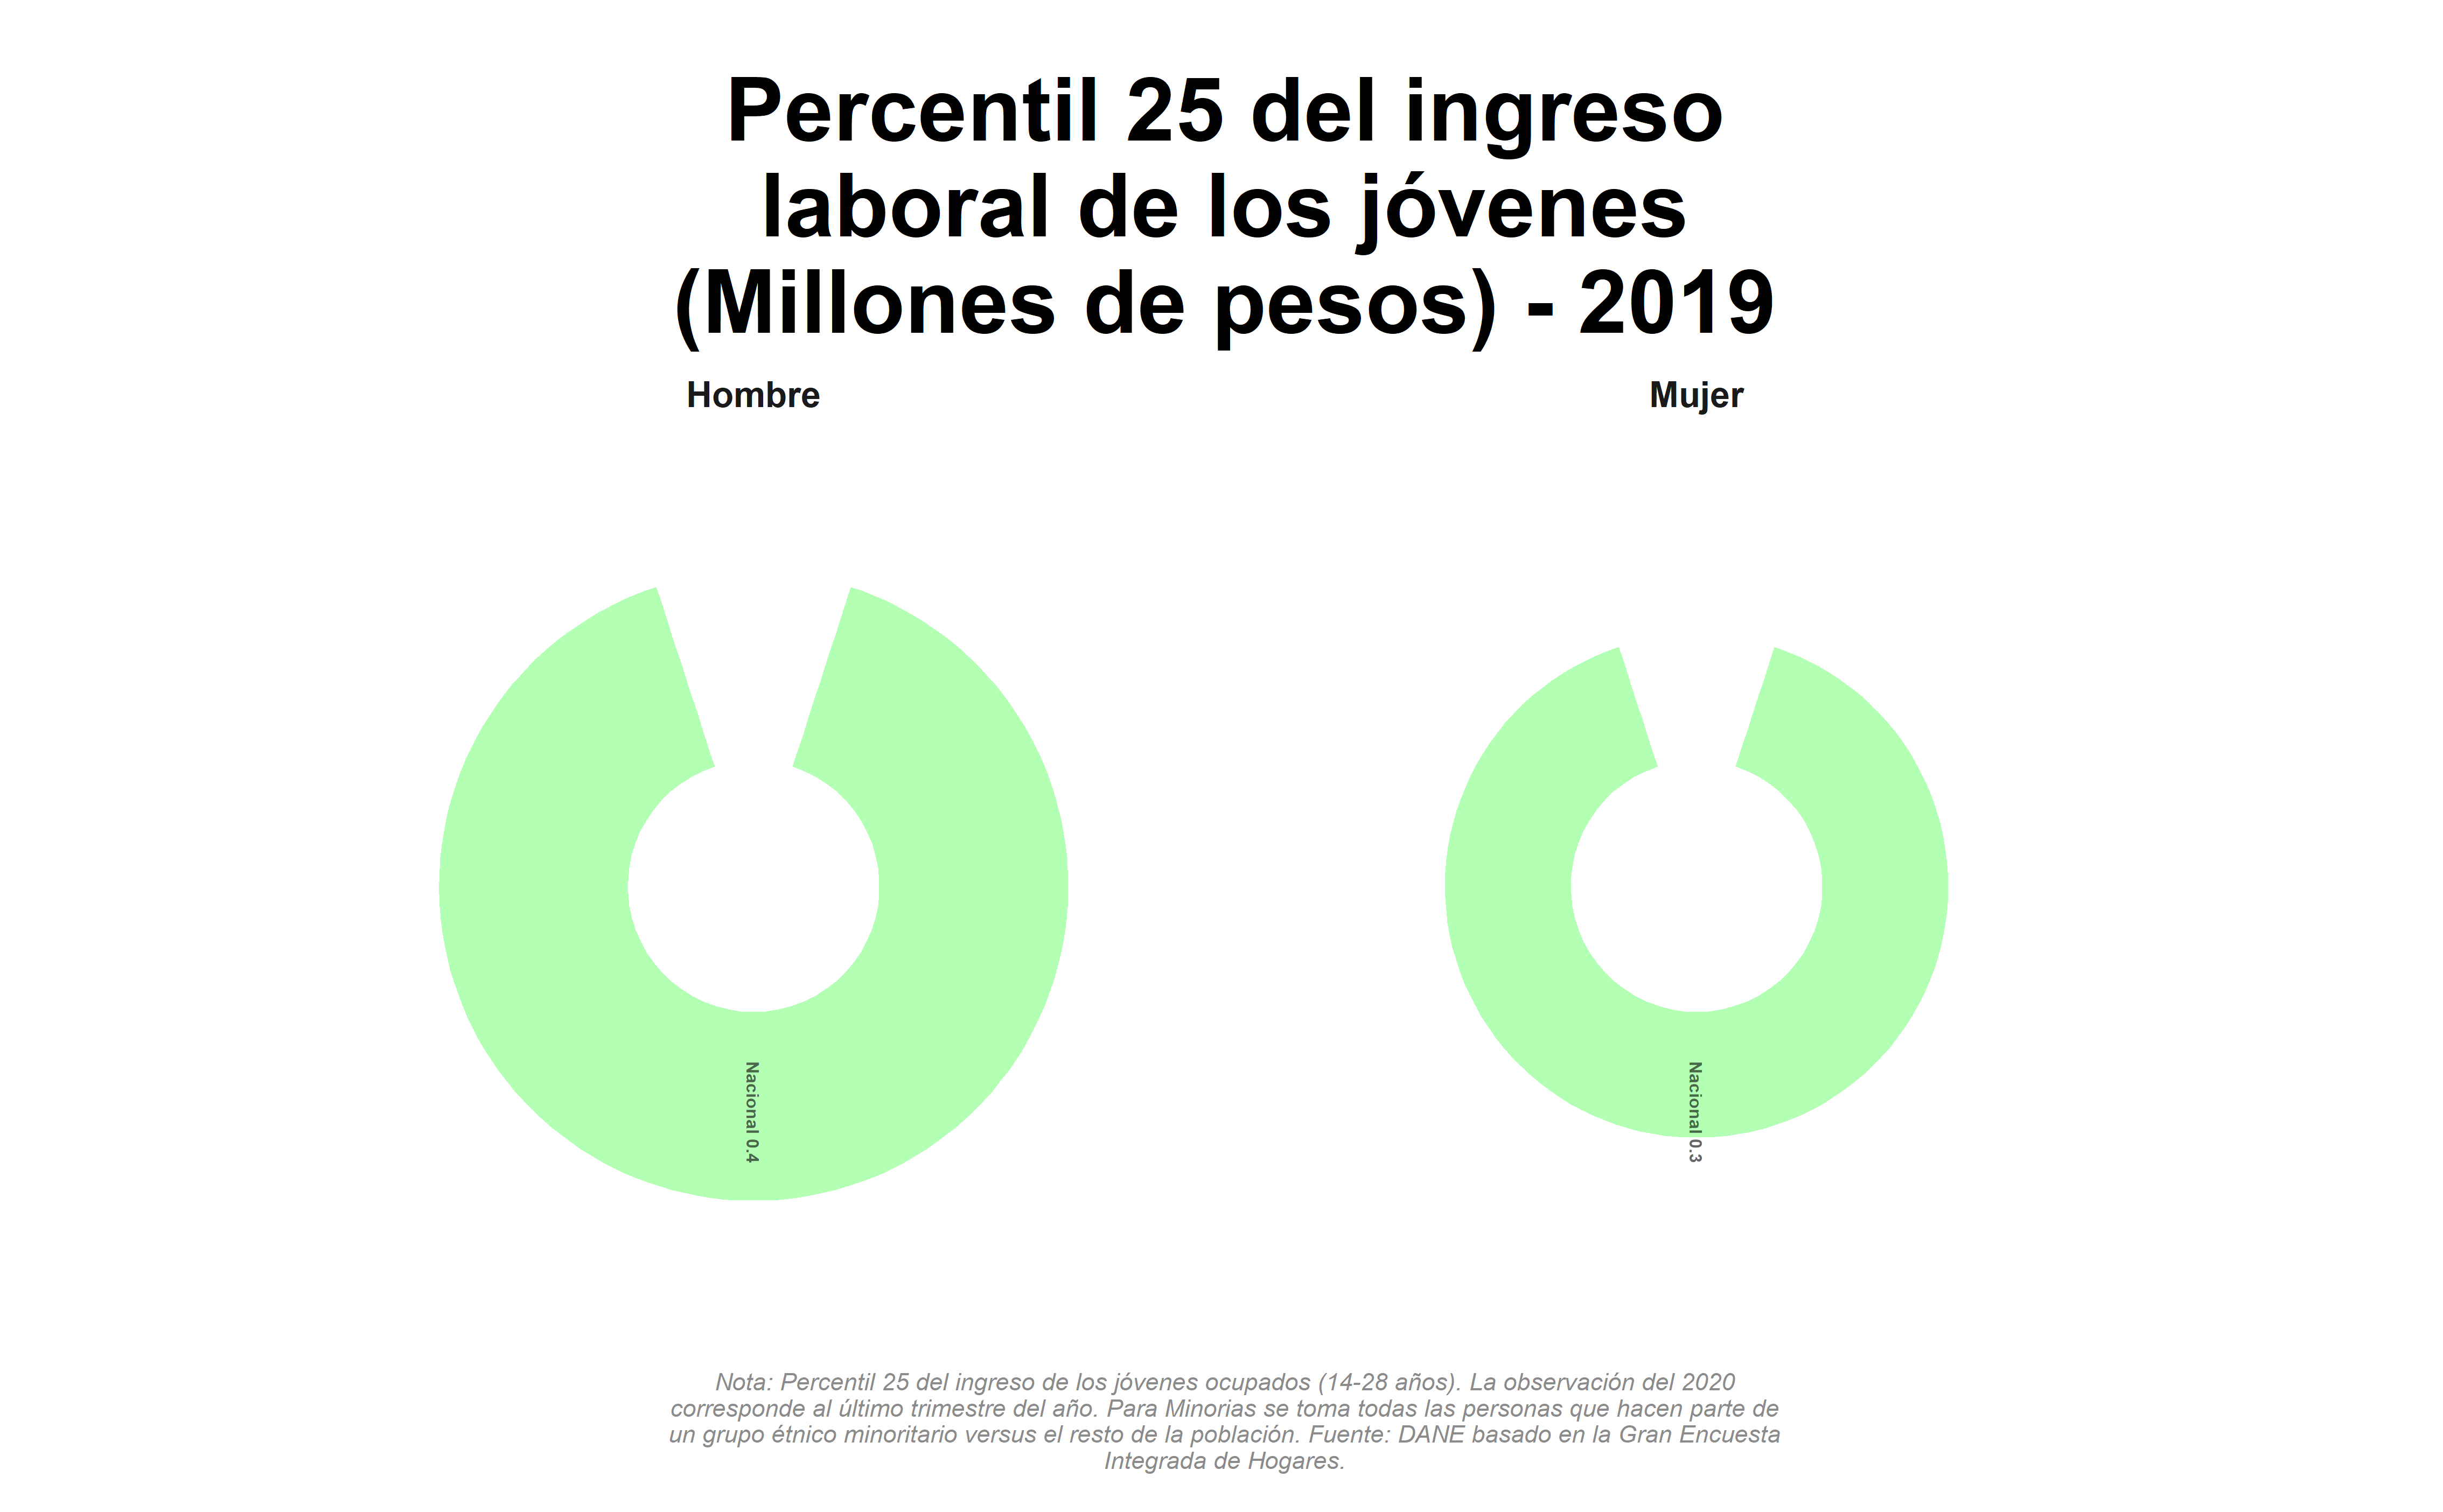 Percentil 25 del ingreso
laboral de los jóvenes
(Millones de pesos) - 2019
Hombre
Mujer
Nacional 0.4
Nacional 0.3
Nota: Percentil 25 del ingreso de los jóvenes ocupados (14-28 años). La observación del 2020
corresponde al último trimestre del año. Para Minorias se toma todas las personas que hacen parte de
un grupo étnico minoritario versus el resto de la población. Fuente: DANE basado en la Gran Encuesta
Integrada de Hogares.